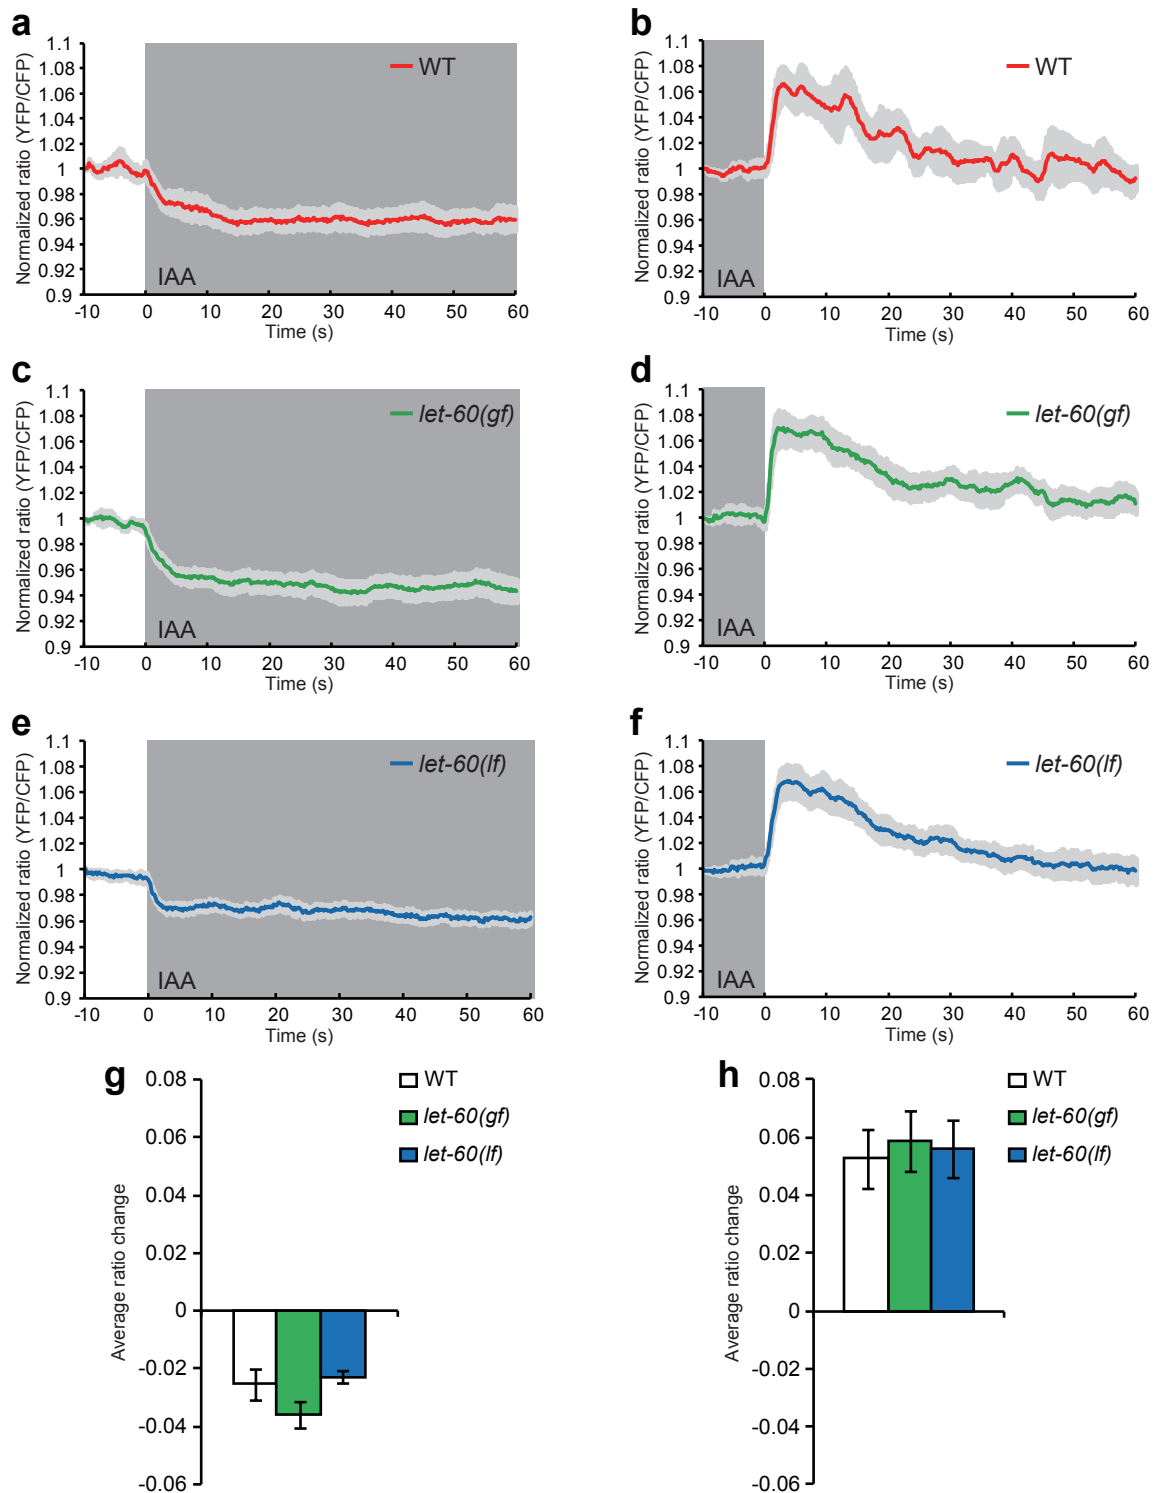 a
1.1
1.08
1.06
1.04
1.02
1
0.98
0.96
0.94
0.92
0.9
Normalized ratio (YFP/CFP)
WT
IAA
-10 0 10 20 30 40 50 60
Time (s)
b
1.1
1.08
1.06
1.04
1.02
1
0.98
0.96
0.94
0.92
0.9
Normalized ratio (YFP/CFP)
WT
IAA
-10 0 10 20 30 40 50 60
Time (s)
c
1.1
1.08
1.06
1.04
1.02
1
0.98
0.96
0.94
0.92
0.9
Normalized ratio (YFP/CFP)
let-60(gf)
IAA
-10 0 10 20 30 40 50 60
Time (s)
d
1.1
1.08
1.06
1.04
1.02
1
0.98
0.96
0.94
0.92
0.9
Normalized ratio (YFP/CFP)
let-60(gf)
IAA
-10 0 10 20 30 40 50 60
Time (s)
e
1.1
1.08
1.06
1.04
1.02
1
0.98
0.96
0.94
0.92
0.9
Normalized ratio (YFP/CFP)
let-60(lf)
IAA
-10 0 10 20 30 40 50 60
Time (s)
f
1.1
1.08
1.06
1.04
1.02
1
0.98
0.96
0.94
0.92
0.9
Normalized ratio (YFP/CFP)
let-60(lf)
IAA
-10 0 10 20 30 40 50 60
Time (s)
g
0.08
0.06
0.04
0.02
0
-0.02
-0.04
-0.06
Average ratio change
WT
let-60(gf)
let-60(lf)
h
0.08
0.06
0.04
0.02
0
-0.02
-0.04
-0.06
Average ratio change
WT
let-60(gf)
let-60(lf)